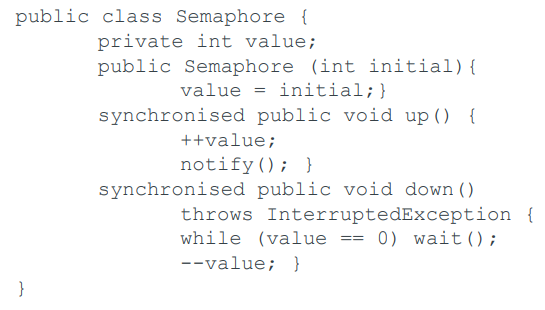 public class Semaphore {
private int value;
public Semaphore (int initial){
value = initial;}
synchronised public void up() {
++value;
notify(); }
synchronised public void down()
throws InterruptedException {
while (value == 0) wait();
--value; }
}